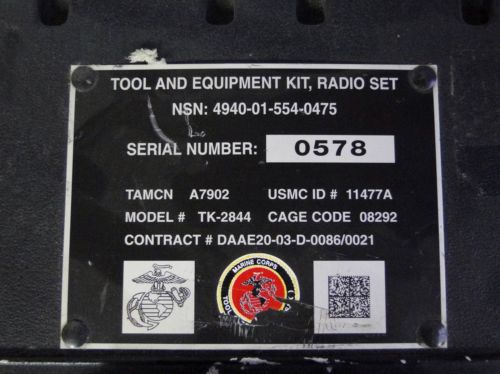 TOOL AND EQUIPMENT KIT, RADIO SET
NSN: 4940-01-554-0475
SERIAL NUMBER: 0578
TAMCN A7902 USMC ID # 11477A
MODEL # TK-2844 CAGE CODE 08292
CONTRACT # DAAE20-03-D-0086/0021
MARINE CORPS